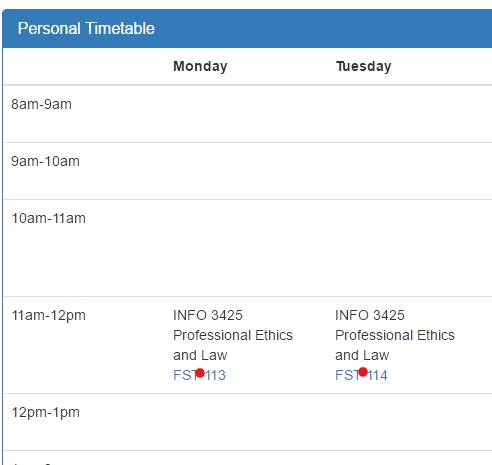 Personal Timetable
Monday Tuesday
8am-9am
9am-10am
10am-11am
11am-12pm
INFO 3425
Professional Ethics
and Law
FST 113
INFO 3425
Professional Ethics
and Law
FST 114
12pm-1pm